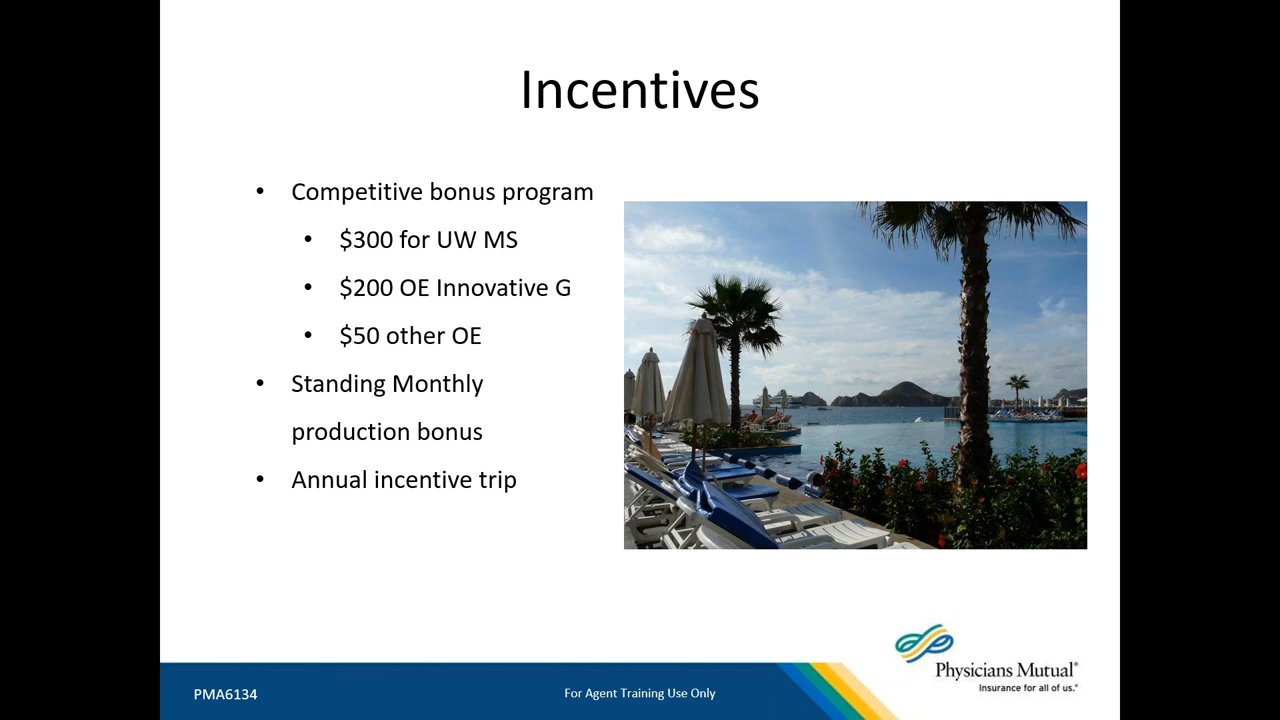 Incentives
• Competitive bonus program
• $300 for UW MS
• $200 OE Innovative G
• $50 other OE
• Standing Monthly
production bonus
• Annual incentive trip
Physicians Mutual®
Insurance for all of us.®
PMA6134
For Agent Training Use Only